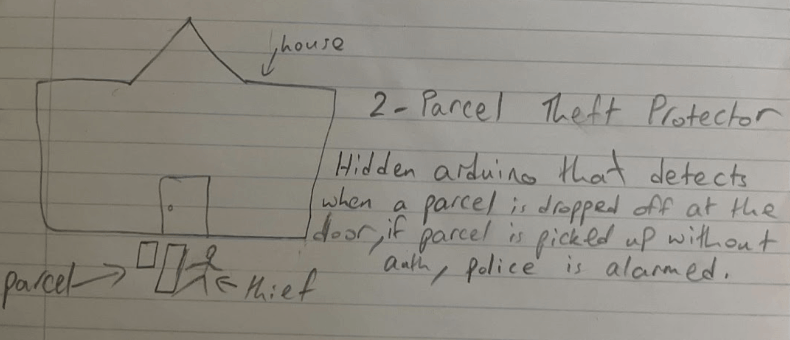 house
2-Parcel Theft Protector
Hidden arduino that detects
when a parcel is dropped off at the
door, if parcel is picked up without
auth, police is alarmed.
parcel
thief